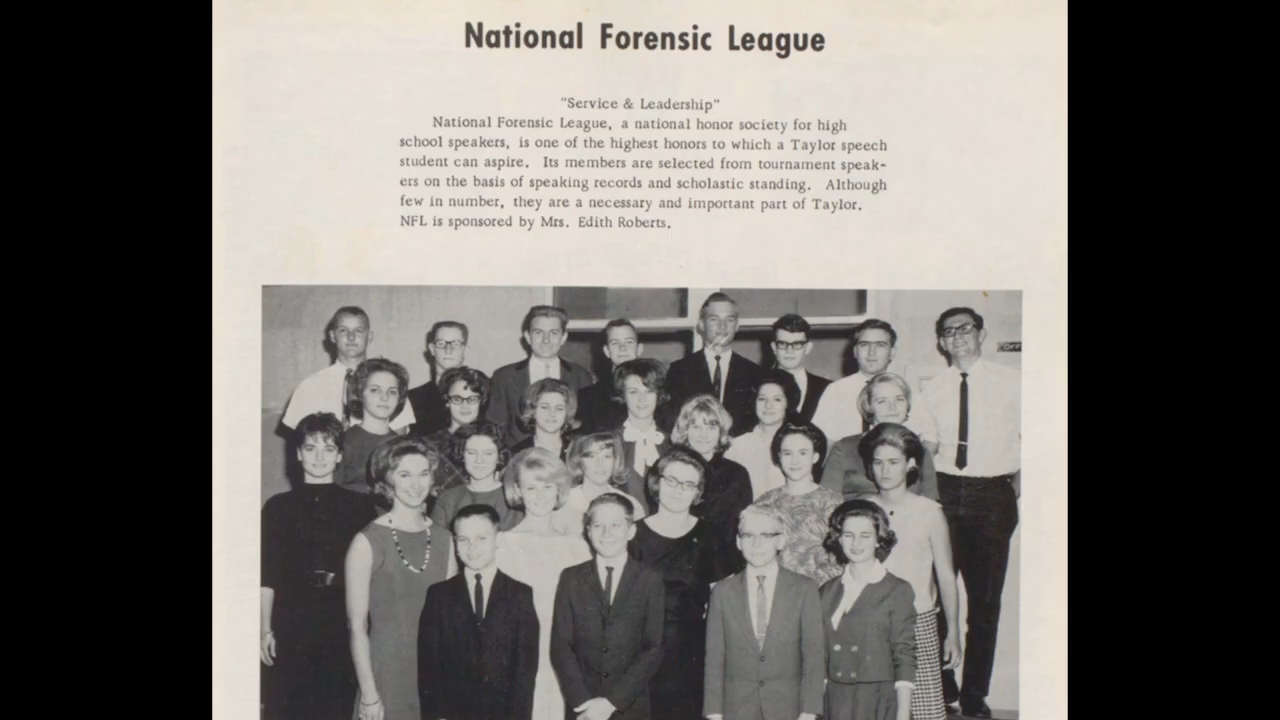 National Forensic League
"Service & Leadership"
National Forensic League, a national honor society for high
school speakers, is one of the highest honors to which a Taylor speech
student can aspire. Its members are selected from tournament speak-
ers on the basis of speaking records and scholastic standing. Although
few in number, they are a necessary and important part of Taylor.
NFL is sponsored by Mrs. Edith Roberts.